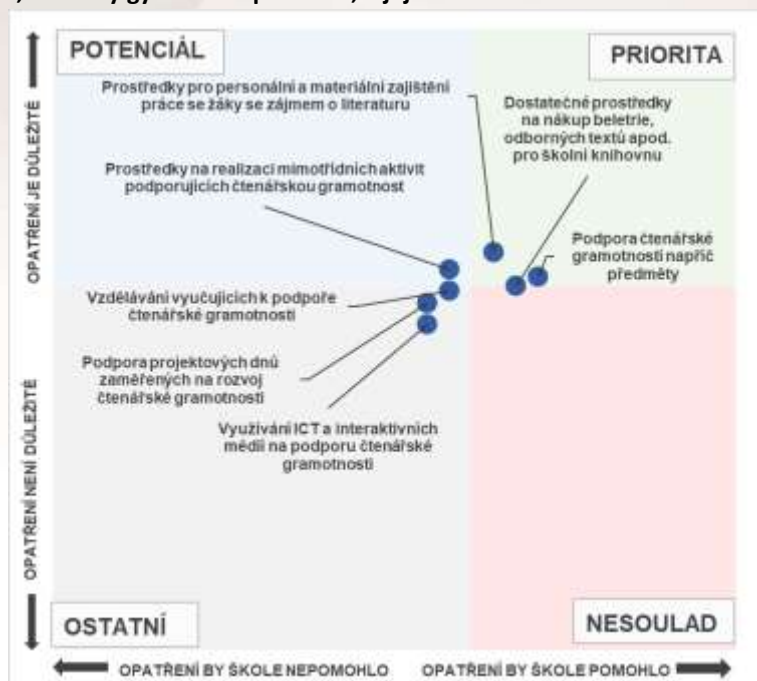 POTENCIÁL
PRIORITA
Prostředky pro personální a materiální zajištění
práce se žáky se zájmem o literaturu
Dostatečné prostředky
na nákup beletrie,
odborných textů apod.
pro školní knihovnu
Prostředky na realizaci mimotřídních aktivit
podporujících čtenářskou gramotnost
Podpora čtenářské
gramotnosti napříč
předměty
Vzdělávání vyučujících k podpoře
čtenářské gramotnosti
Podpora projektových dnů
zaměřených na rozvoj
čtenářské gramotnosti
Využívání ICT a interaktivních
médií na podporu čtenářské
gramotnosti
OPATŘENÍ JE DŮLEŽITÉ
OPATŘENÍ NENÍ DŮLEŽITÉ
OSTATNÍ
NESOULAD
OPATŘENÍ BY ŠKOLE NEPOMOHLO
OPATŘENÍ BY ŠKOLE POMOHLO